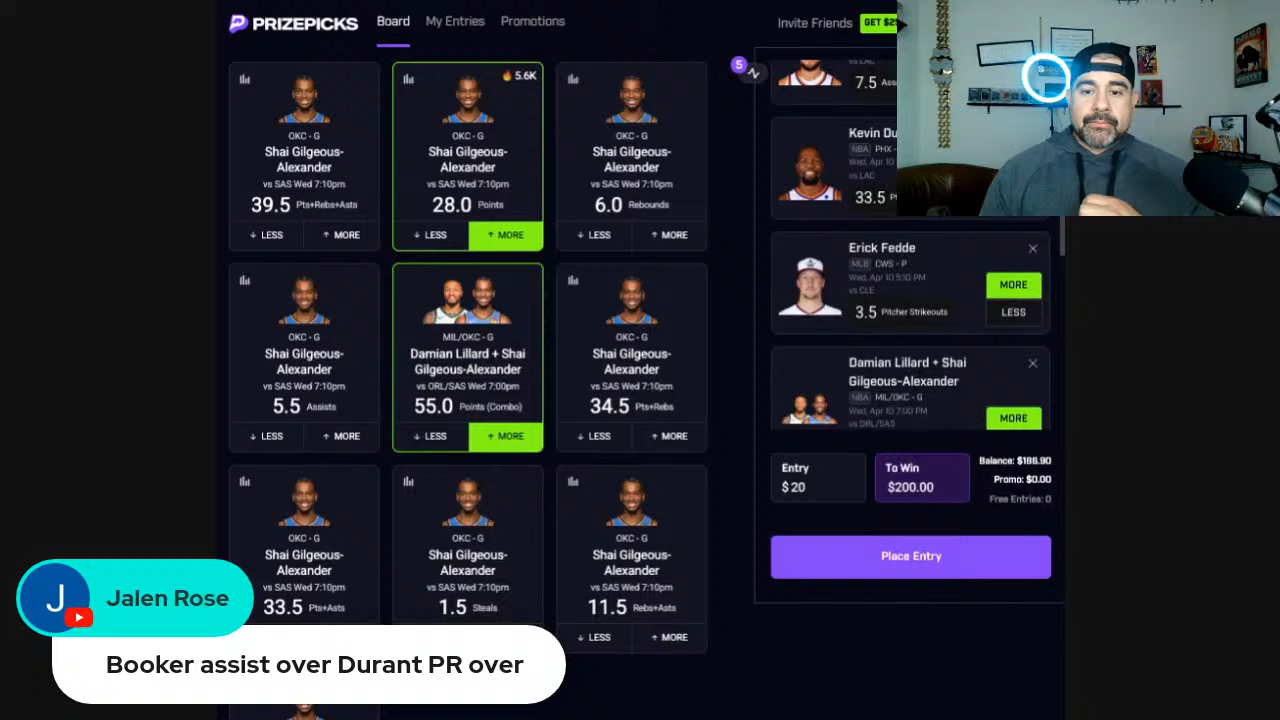 PRIZEPICKS
Board
My Entries
Promotions
Invite Friends
GET $25
OKC - G
Shai Gilgeous-
Alexander
vs SAS Wed 7:10pm
39.5 Pts+Rebs+Asts
↓ LESS
↑ MORE
5.6K
OKC - G
Shai Gilgeous-
Alexander
vs SAS Wed 7:10pm
28.0 Points
↓ LESS
↑ MORE
OKC - G
Shai Gilgeous-
Alexander
vs SAS Wed 7:10pm
6.0 Rebounds
↓ LESS
↑ MORE
OKC - G
Shai Gilgeous-
Alexander
vs SAS Wed 7:10pm
5.5 Assists
↓ LESS
↑ MORE
MIL/OKC - G
Damian Lillard + Shai
Gilgeous-Alexander
vs ORL/SAS Wed 7:00pm
55.0 Points (Combo)
↓ LESS
↑ MORE
OKC - G
Shai Gilgeous-
Alexander
vs SAS Wed 7:10pm
34.5 Pts+Rebs
↓ LESS
↑ MORE
OKC - G
Shai Gilgeous-
Alexander
vs SAS Wed 7:10pm
33.5 Pts+Asts
OKC - G
Shai Gilgeous-
Alexander
vs SAS Wed 7:10pm
1.5 Steals
OKC - G
Shai Gilgeous-
Alexander
vs SAS Wed 7:10pm
11.5 Rebs+Asts
↓ LESS
↑ MORE
5
vs LAC
7.5 Ass
Kevin Du
NBA PHX -
Wed, Apr 10
vs LAC
33.5 P
Erick Fedde
MLB CWS - P
Wed, Apr 10 5:10 PM
vs CLE
3.5 Pitcher Strikeouts
MORE
LESS
Damian Lillard + Shai
Gilgeous-Alexander
NBA MIL/OKC - G
Wed, Apr 10 7:00 PM
vs ORL/SAS
MORE
Entry
$ 20
To Win
$200.00
Balance: $186.90
Promo: $0.00
Free Entries: 0
Place Entry
J
Jalen Rose
Booker assist over Durant PR over